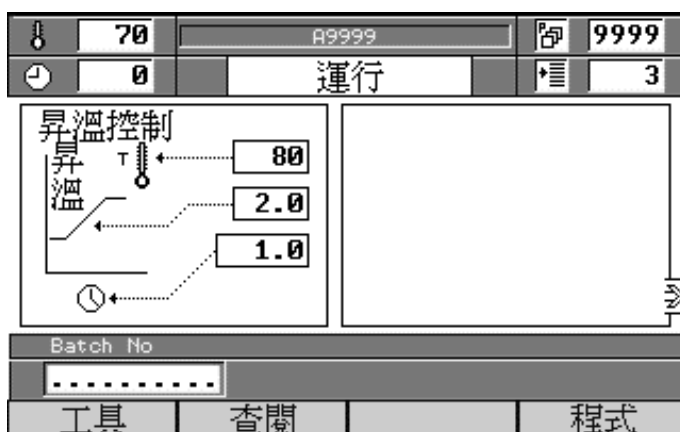 70 A9999 P 9999
0 運行 3
昇溫控制
昇溫
T 80
2.0
1.0
Batch No
..........
工具 查閱 程式